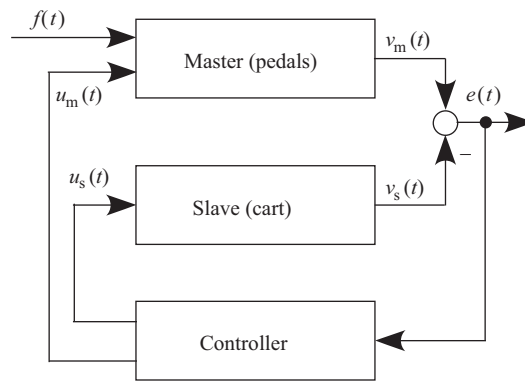 f(t)
Master (pedals)
v_m(t)
u_m(t)
e(t)
–
u_s(t)
Slave (cart)
v_s(t)
Controller